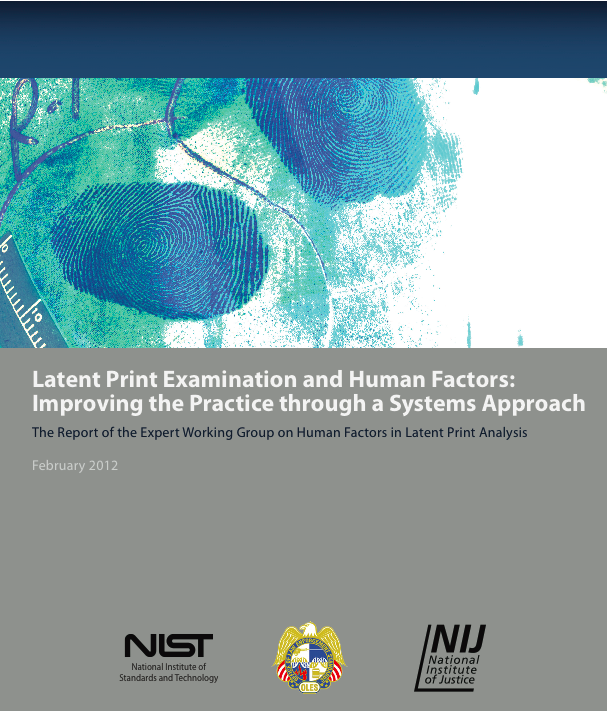 Latent Print Examination and Human Factors:
Improving the Practice through a Systems Approach
The Report of the Expert Working Group on Human Factors in Latent Print Analysis
February 2012
NIST
National Institute of
Standards and Technology
OLES
NIJ
National
Institute
of Justice